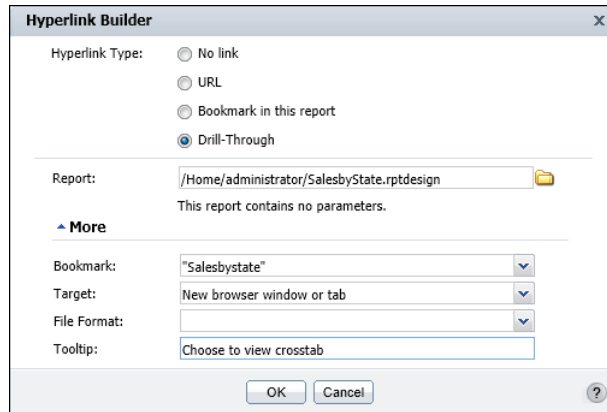 Hyperlink Builder x
Hyperlink Type: No link
URL
Bookmark in this report
Drill-Through
Report: /Home/administrator/SalesbyState.rptdesign
This report contains no parameters.
More
Bookmark: "Salesbystate"
Target: New browser window or tab
File Format:
Tooltip: Choose to view crosstab
OK Cancel ?